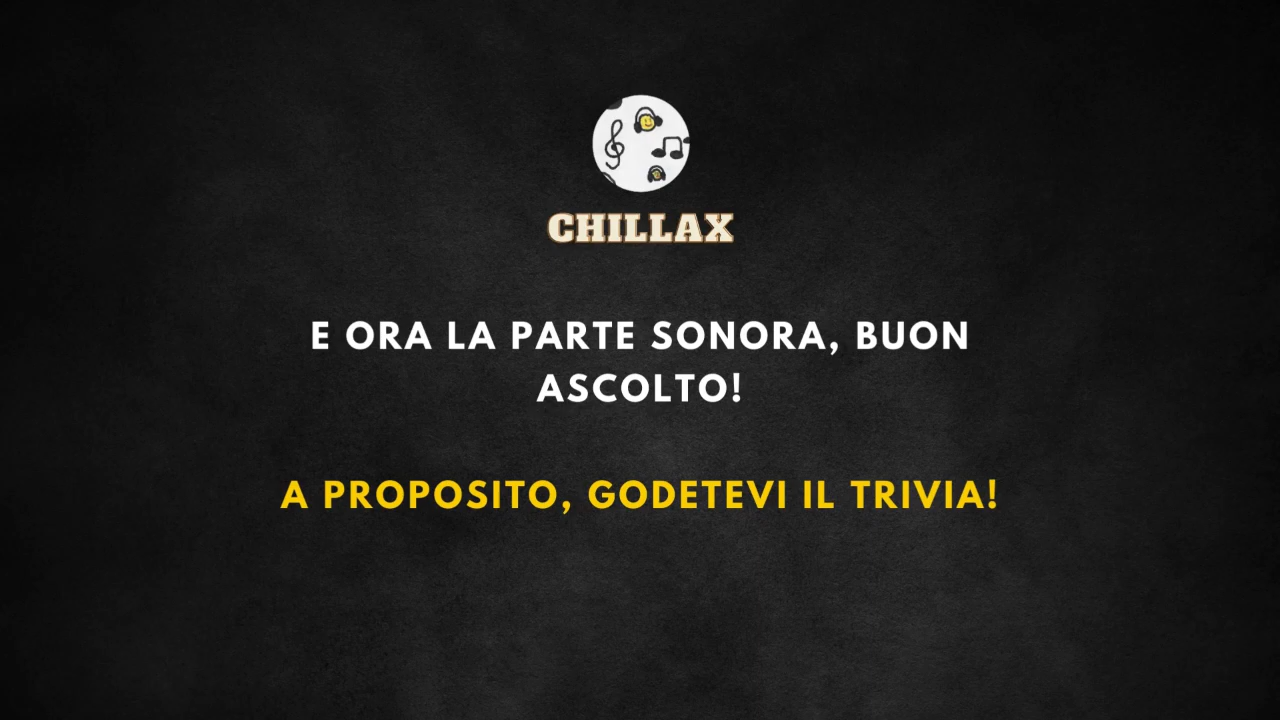 CHILLAX
E ORA LA PARTE SONORA, BUON
ASCOLTO!
A PROPOSITO, GODETEVI IL TRIVIA!